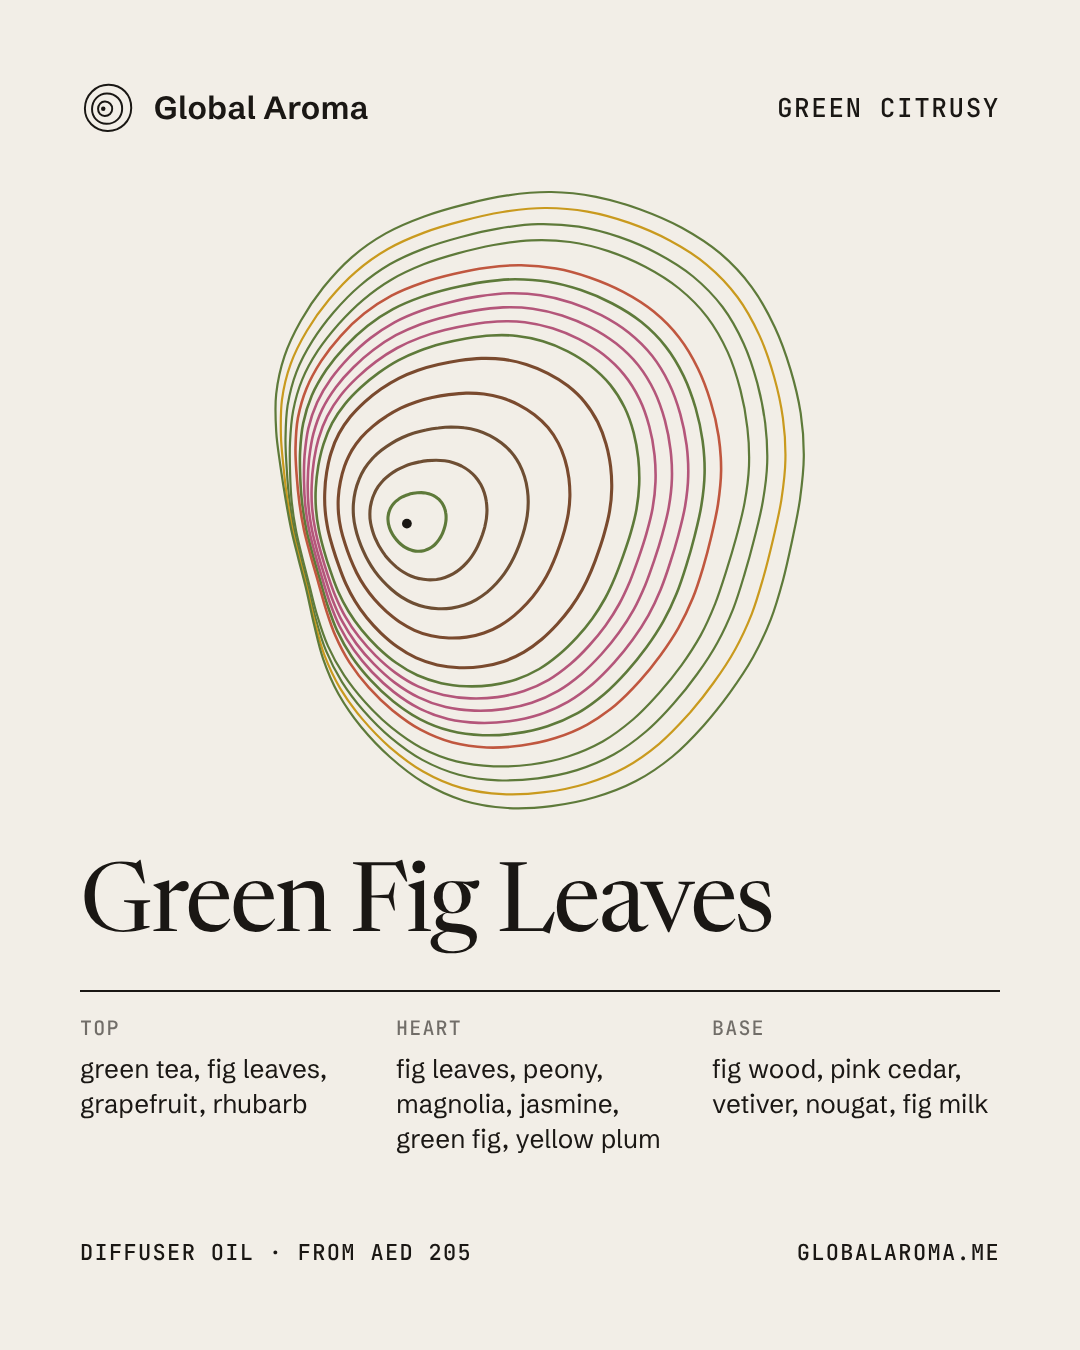 Global Aroma
GREEN CITRUSY
Green Fig Leaves
TOP
green tea, fig leaves,
grapefruit, rhubarb
HEART
fig leaves, peony,
magnolia, jasmine,
green fig, yellow plum
BASE
fig wood, pink cedar,
vetiver, nougat, fig milk
DIFFUSER OIL · FROM AED 205
GLOBALAROMA.ME